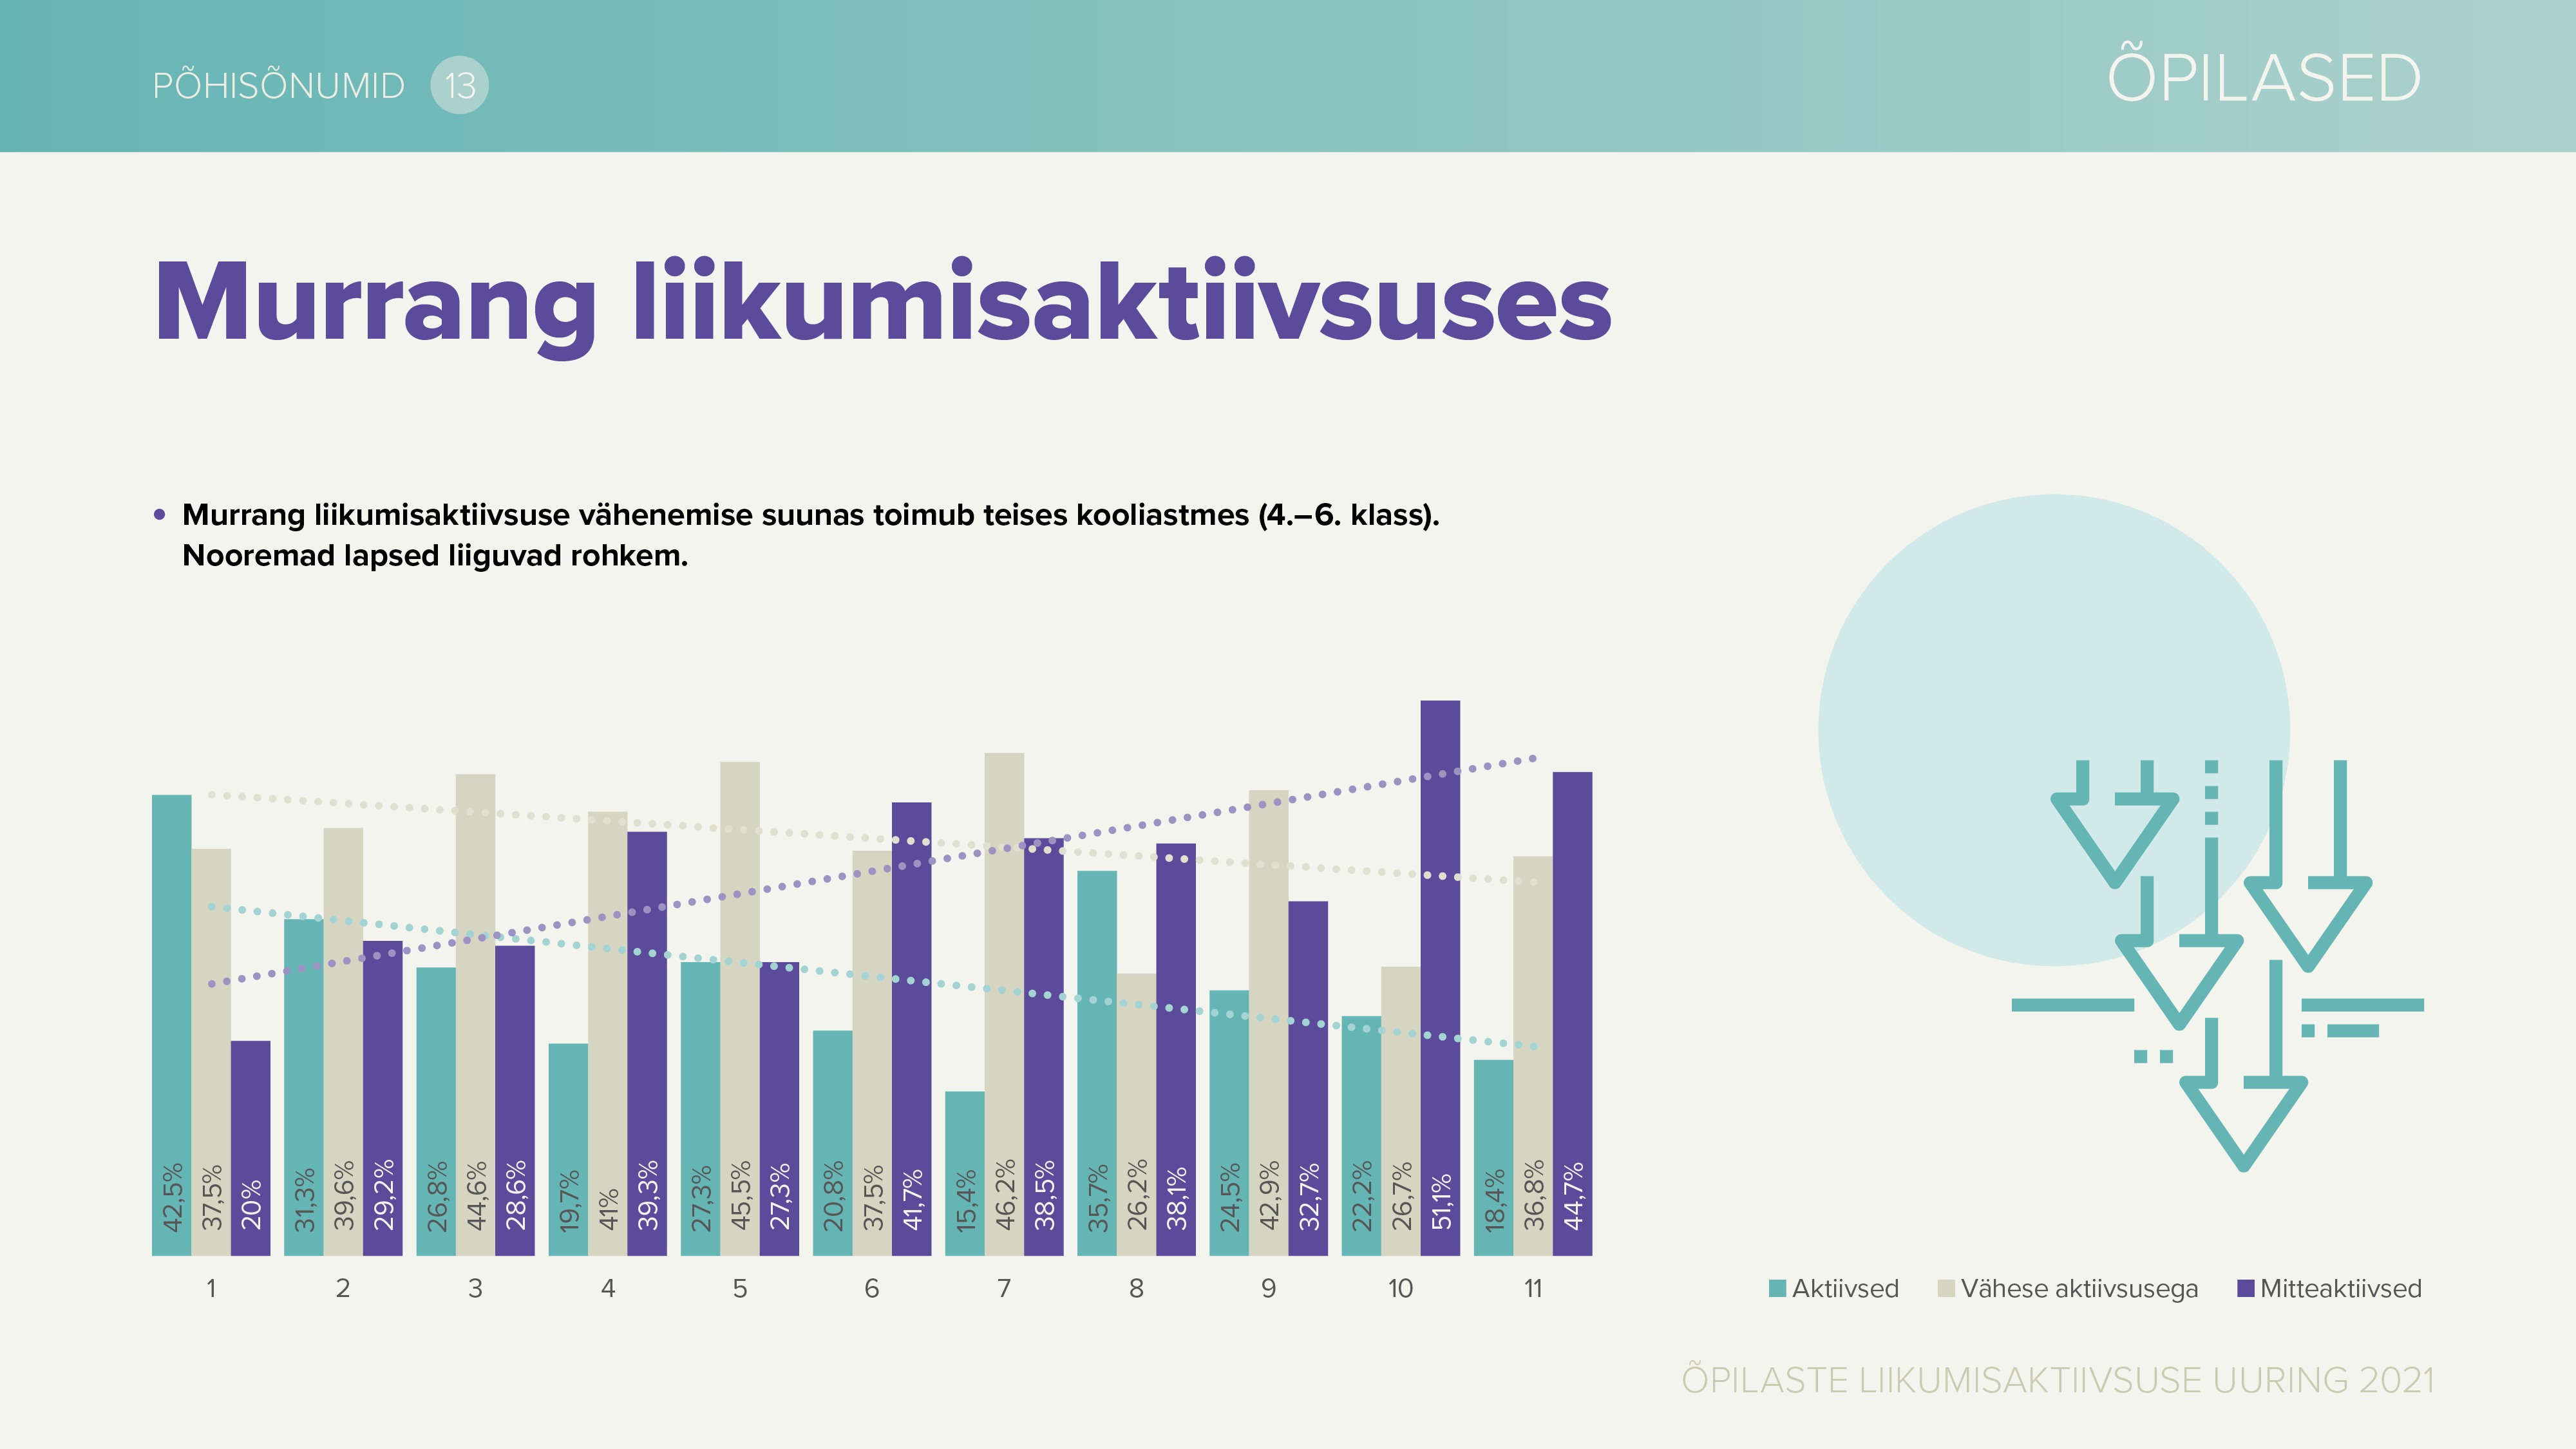 PÕHISÕNUMID 13
ÕPILASED
Murrang liikumisaktiivsuses
• Murrang liikumisaktiivsuse vähenemise suunas toimub teises kooliastmes (4.–6. klass).
Nooremad lapsed liiguvad rohkem.
42,5% 37,5% 20%
31,3% 39,6% 29,2%
26,8% 44,6% 28,6%
19,7% 41% 39,3%
27,3% 45,5% 27,3%
20,8% 37,5% 41,7%
15,4% 46,2% 38,5%
35,7% 26,2% 38,1%
24,5% 42,9% 32,7%
22,2% 26,7% 51,1%
18,4% 36,8% 44,7%
1 2 3 4 5 6 7 8 9 10 11
Aktiivsed Vähese aktiivsusega Mitteaktiivsed
ÕPILASTE LIIKUMISAKTIIVSUSE UURING 2021